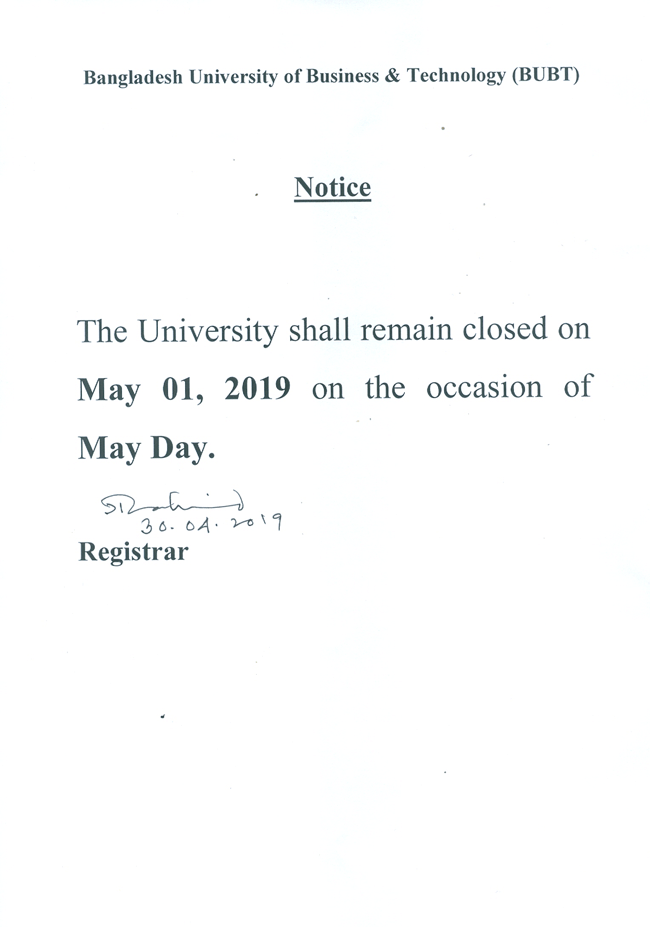 Bangladesh University of Business & Technology (BUBT)
Notice
The University shall remain closed on
May 01, 2019 on the occasion of
May Day.
30.04.2019
Registrar